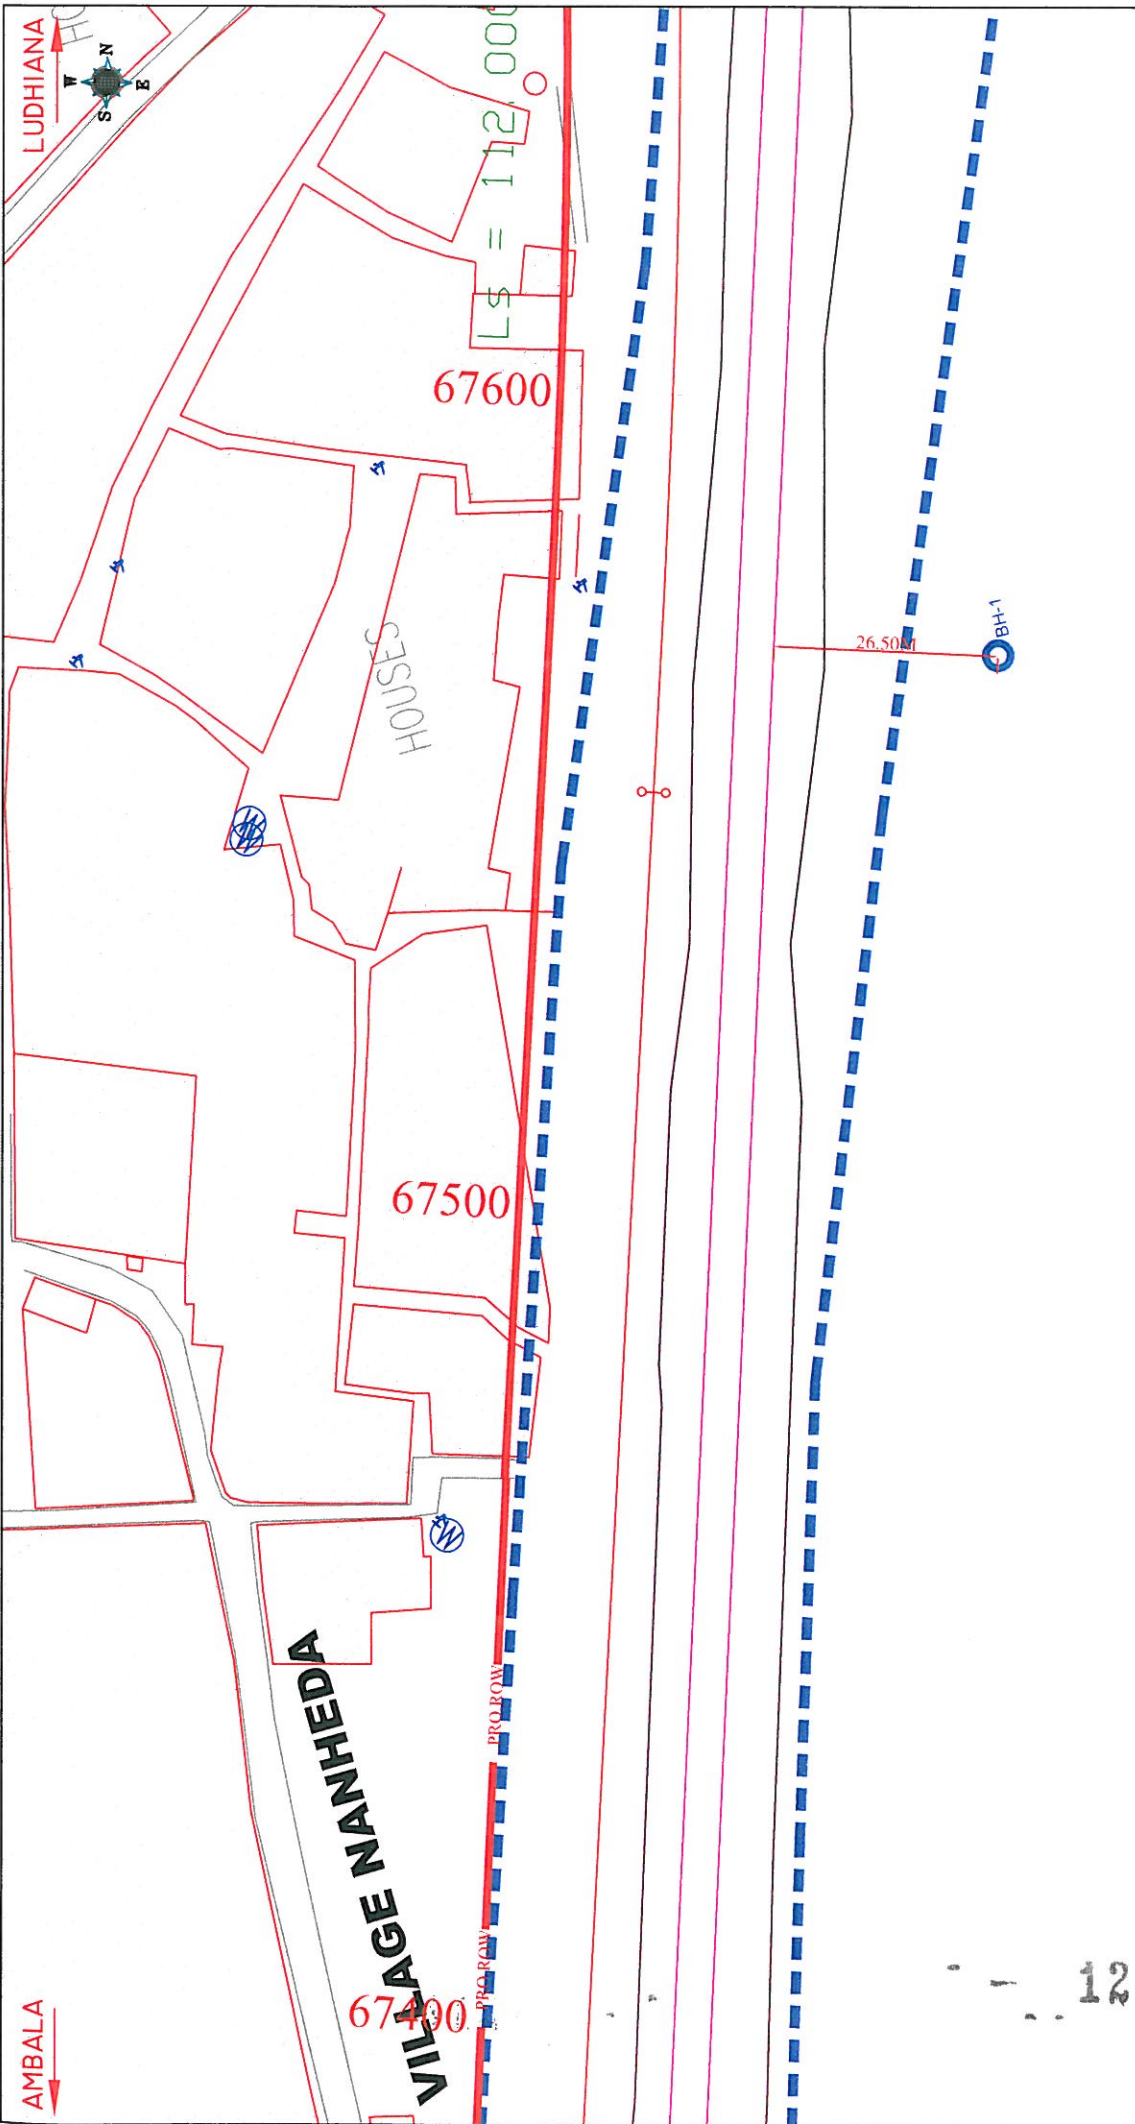 LUDHIANA
N
W
E
S
LS = 112.000
67600
HOUSES
26.50M
BH-1
67500
PRO.ROW
VILLAGE NANHEDA
PRO.ROW
67400
AMBALA
12